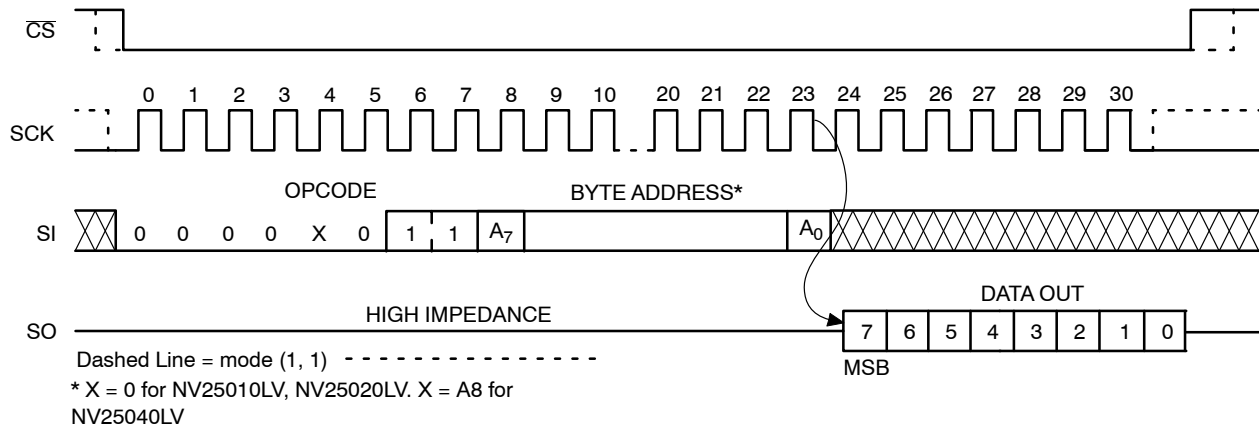 CS
0 1 2 3 4 5 6 7 8 9 10 20 21 22 23 24 25 26 27 28 29 30
SCK
OPCODE BYTE ADDRESS*
SI 0 0 0 0 X 0 1 1 A7 A0
DATA OUT
HIGH IMPEDANCE
SO 7 6 5 4 3 2 1 0
Dashed Line = mode (1, 1)
MSB
* X = 0 for NV25010LV, NV25020LV. X = A8 for
NV25040LV